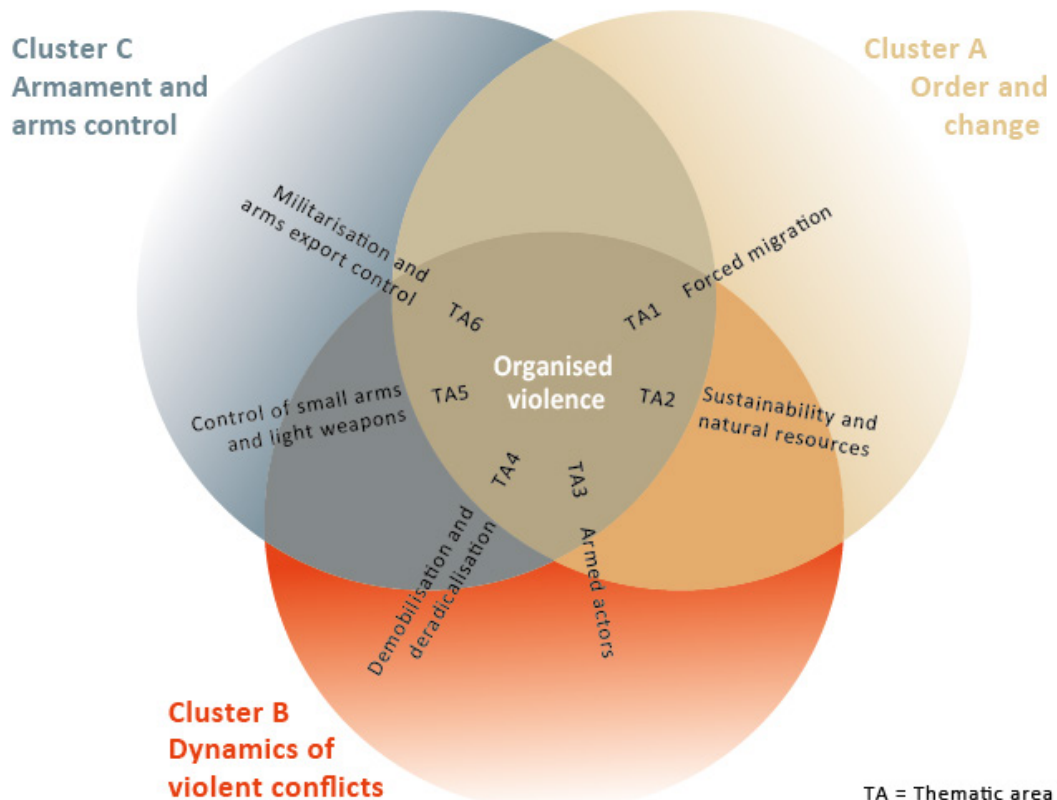 Cluster C
Armament and
arms control
Cluster A
Order and
change
Militarisation and
arms export control
TA6
TA1
Forced migration
Organised
violence
Control of small arms
and light weapons
TA5
TA2
Sustainability and
natural resources
TA4
TA3
Demobilisation and
deradicalisation
Armed actors
Cluster B
Dynamics of
violent conflicts
TA = Thematic area